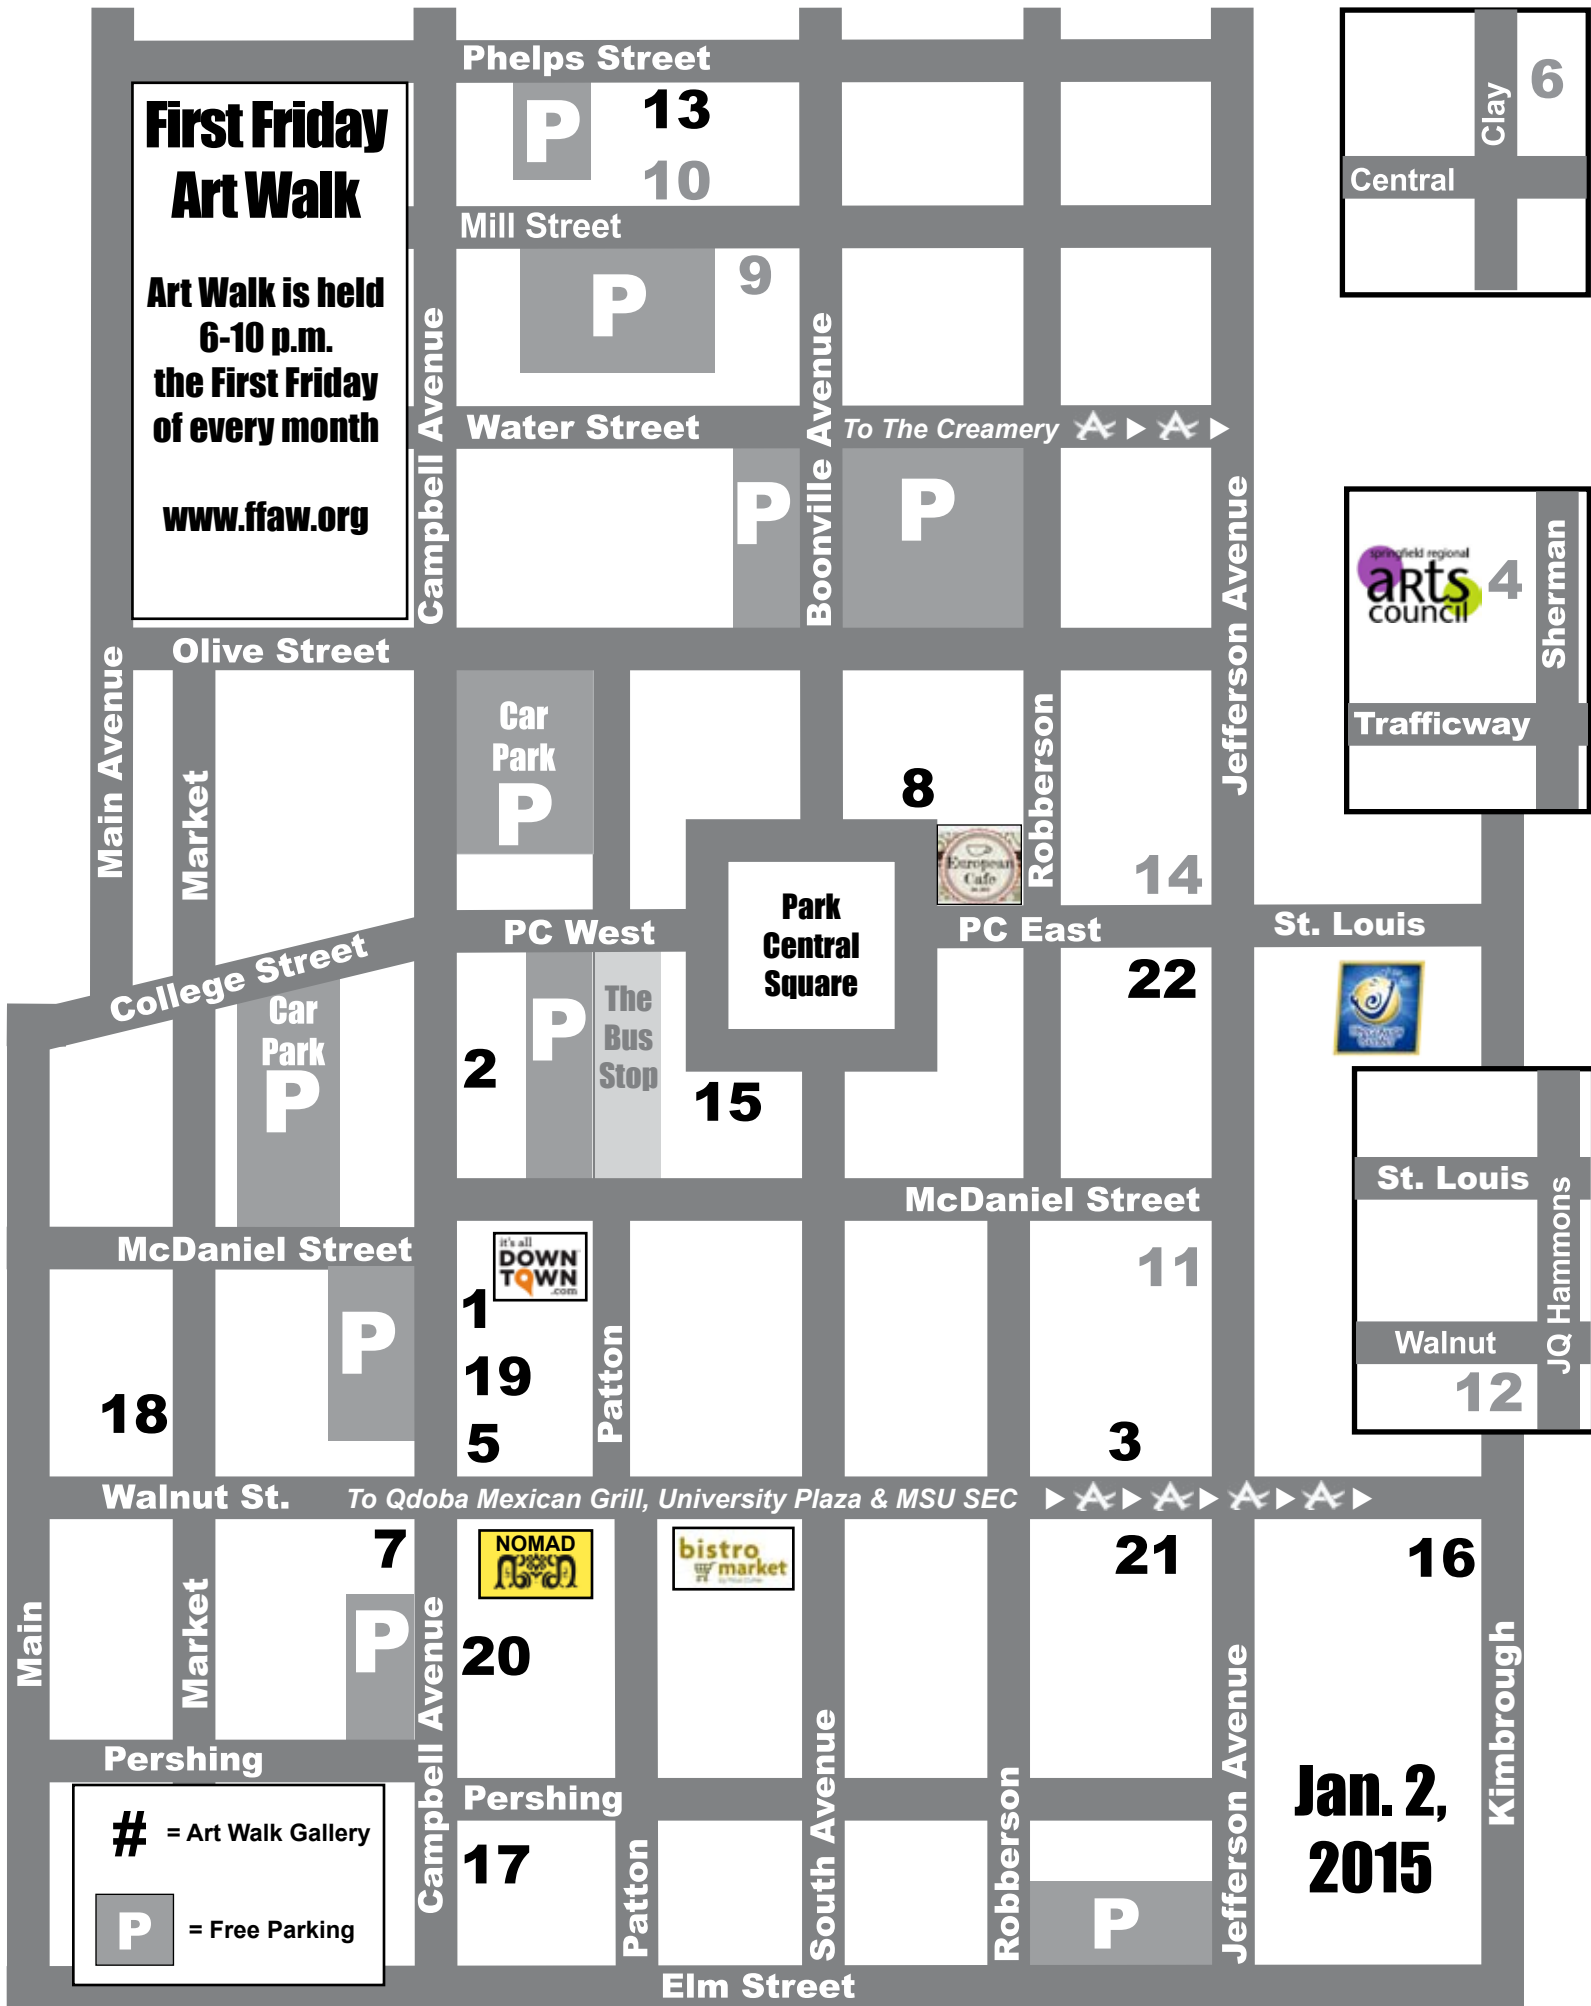 Phelps Street
First Friday
Art Walk
Art Walk is held
6-10 p.m.
the First Friday
of every month
www.ffaw.org
P
13
10
Mill Street
P
9
Campbell Avenue
Water Street
Boonville Avenue
To The Creamery
P
P
Jefferson Avenue
Clay
6
Central
springfield regional
arts
council
4
Sherman
Trafficway
Olive Street
Main Avenue
Market
Car
Park
P
8
Robberson
European
Cafe
14
Park
Central
Square
PC West
PC East
St. Louis
College Street
Car
Park
P
2
P
The
Bus
Stop
15
22
McDaniel Street
McDaniel Street
St. Louis
JQ Hammons
Walnut
12
it's all
DOWN
TOWN
.com
1
19
5
P
18
Patton
11
3
Walnut St.
To Qdoba Mexican Grill, University Plaza & MSU SEC
7
NOMAD
bistro
market
21
16
Main
Market
P
Campbell Avenue
20
Pershing
Pershing
17
Patton
South Avenue
Robberson
P
Jefferson Avenue
Kimbrough
Jan. 2,
2015
# = Art Walk Gallery
P = Free Parking
Elm Street